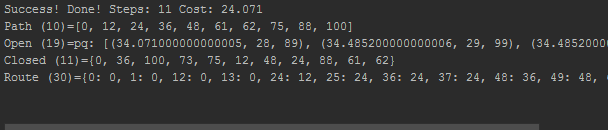 Success! Done! Steps: 11 Cost: 24.071
Path (10)=[0, 12, 24, 36, 48, 61, 62, 75, 88, 100]
Open (19)=pq: [(34.071000000000005, 28, 89), (34.485200000000006, 29, 99), (34.4852000
Closed (11)={0, 36, 100, 73, 75, 12, 48, 24, 88, 61, 62}
Route (30)={0: 0, 1: 0, 12: 0, 13: 0, 24: 12, 25: 24, 36: 24, 37: 24, 48: 36, 49: 48,